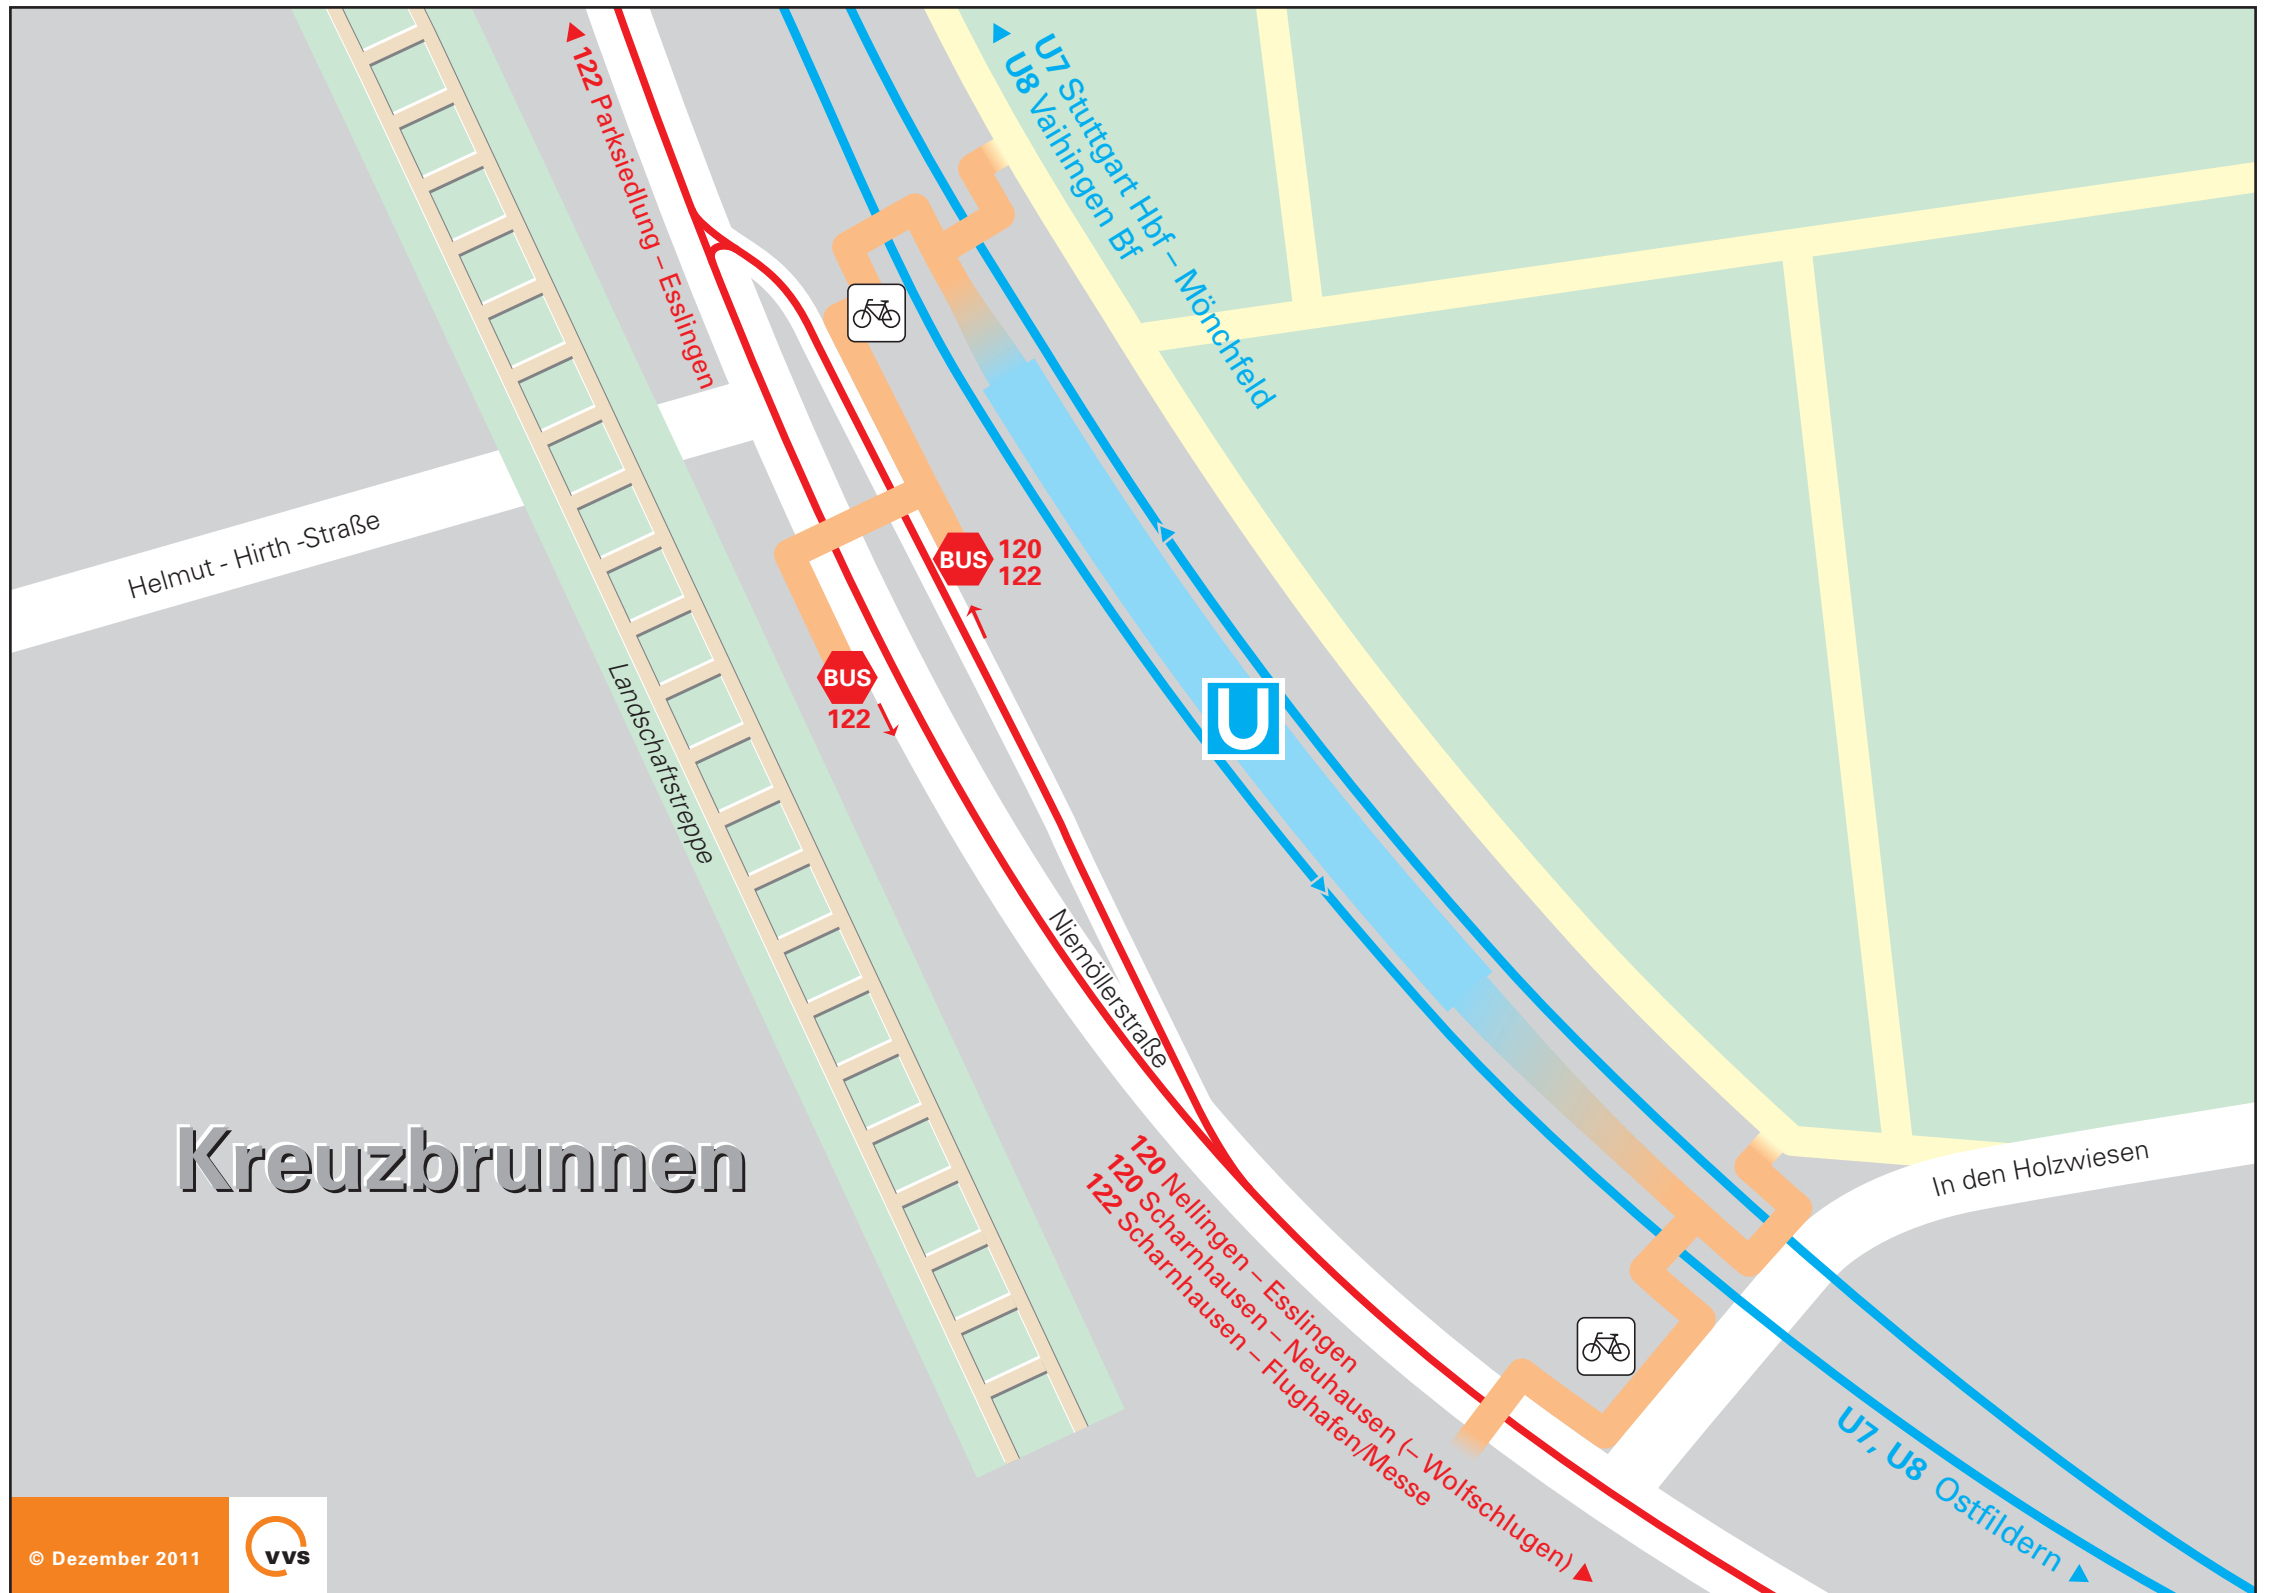 122 Parksiedlung – Esslingen
U7 Stuttgart Hbf – Mönchfeld
U8 Vaihingen Bf
Helmut - Hirth -Straße
BUS
120
122
BUS
122
Landschaftstreppe
U
Niemöllerstraße
Kreuzbrunnen
In den Holzwiesen
120 Nellingen – Esslingen
120 Scharnhausen – Neuhausen (– Wolfschlugen)
122 Scharnhausen – Flughafen/Messe
U7, U8 Ostfildern
© Dezember 2011
vvs